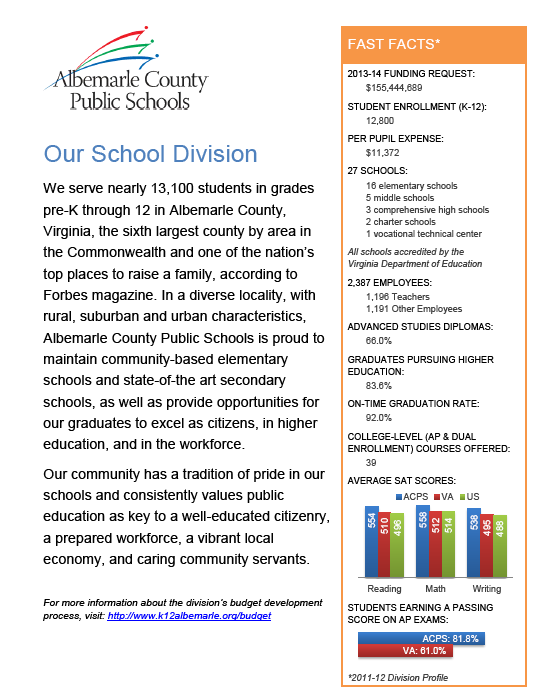 Albemarle County
Public Schools
Our School Division
We serve nearly 13,100 students in grades
pre-K through 12 in Albemarle County,
Virginia, the sixth largest county by area in
the Commonwealth and one of the nation's
top places to raise a family, according to
Forbes magazine. In a diverse locality, with
rural, suburban and urban characteristics,
Albemarle County Public Schools is proud to
maintain community-based elementary
schools and state-of-the art secondary
schools, as well as provide opportunities for
our graduates to excel as citizens, in higher
education, and in the workforce.
Our community has a tradition of pride in our
schools and consistently values public
education as key to a well-educated citizenry,
a prepared workforce, a vibrant local
economy, and caring community servants.
For more information about the division's budget development
process, visit: http://www.k12albemarle.org/budget
FAST FACTS*
2013-14 FUNDING REQUEST:
$155,444,689
STUDENT ENROLLMENT (K-12):
12,800
PER PUPIL EXPENSE:
$11,372
27 SCHOOLS:
16 elementary schools
5 middle schools
3 comprehensive high schools
2 charter schools
1 vocational technical center
All schools accredited by the
Virginia Department of Education
2,387 EMPLOYEES:
1,196 Teachers
1,191 Other Employees
ADVANCED STUDIES DIPLOMAS:
66.0%
GRADUATES PURSUING HIGHER
EDUCATION:
83.6%
ON-TIME GRADUATION RATE:
92.0%
COLLEGE-LEVEL (AP & DUAL
ENROLLMENT) COURSES OFFERED:
39
AVERAGE SAT SCORES:
ACPS VA US
554 510 496 558 512 514 538 495 488
Reading Math Writing
STUDENTS EARNING A PASSING
SCORE ON AP EXAMS:
ACPS: 81.8%
VA: 61.0%
*2011-12 Division Profile